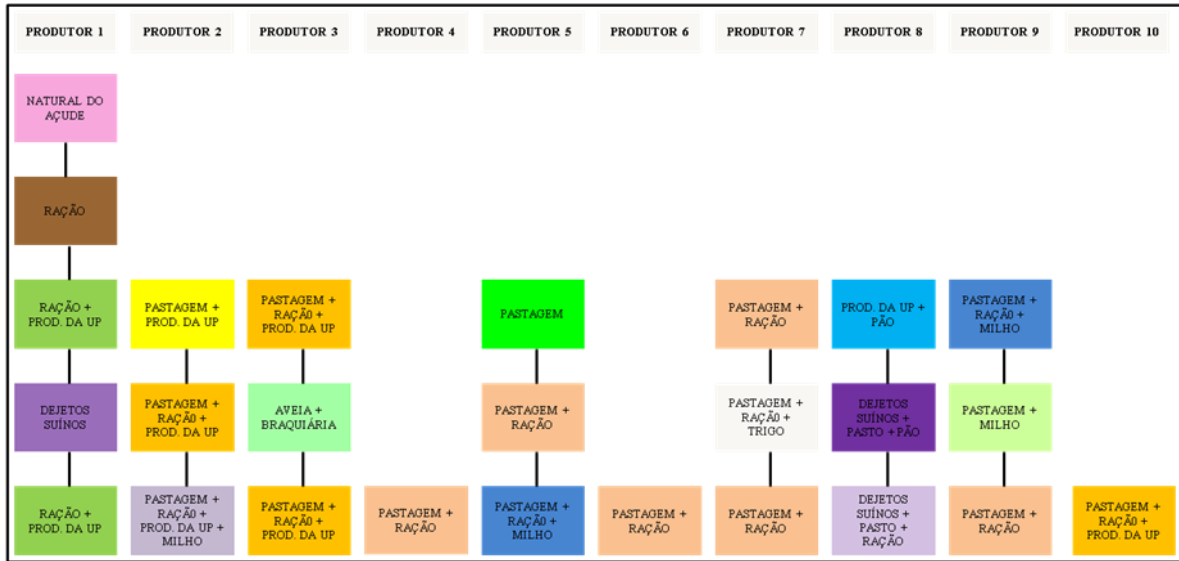 PRODUTOR 1 PRODUTOR 2 PRODUTOR 3 PRODUTOR 4 PRODUTOR 5 PRODUTOR 6 PRODUTOR 7 PRODUTOR 8 PRODUTOR 9 PRODUTOR 10
NATURAL DO
AÇUDE
RAÇÃO
RAÇÃO +
PROD. DA UP
PASTAGEM +
PROD. DA UP
PASTAGEM +
RAÇÃ0 +
PROD. DA UP
PASTAGEM
PASTAGEM +
RAÇÃO
PROD. DA UP +
PÃO
PASTAGEM +
RAÇÃ0 +
MILHO
DEJETOS
SUÍNOS
PASTAGEM +
RAÇÃ0 +
PROD. DA UP
AVEIA +
BRAQUIÁRIA
PASTAGEM +
RAÇÃO
PASTAGEM +
RAÇÃ0 +
TRIGO
DEJETOS
SUÍNOS +
PASTO + PÃO
PASTAGEM +
MILHO
RAÇÃO +
PROD. DA UP
PASTAGEM +
RAÇÃ0 +
PROD. DA UP +
MILHO
PASTAGEM +
RAÇÃ0 +
PROD. DA UP
PASTAGEM +
RAÇÃO
PASTAGEM +
RAÇÃ0 +
MILHO
PASTAGEM +
RAÇÃO
PASTAGEM +
RAÇÃO
DEJETOS
SUÍNOS +
PASTO +
RAÇÃO
PASTAGEM +
RAÇÃO
PASTAGEM +
RAÇÃ0 +
PROD. DA UP